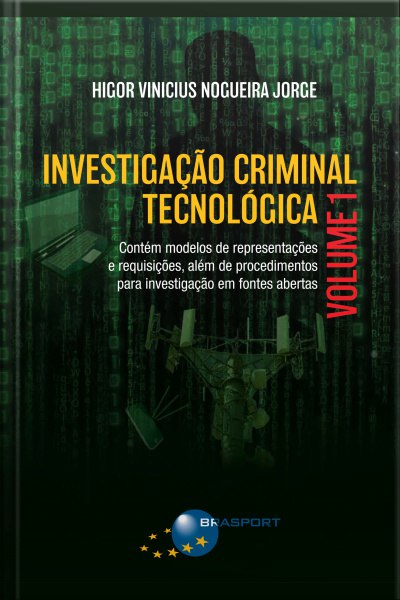 HIGOR VINICIUS NOGUEIRA JORGE
INVESTIGAÇÃO CRIMINAL
TECNOLÓGICA
VOLUME 1
Contém modelos de representações
e requisições, além de procedimentos
para investigação em fontes abertas
BRASPORT